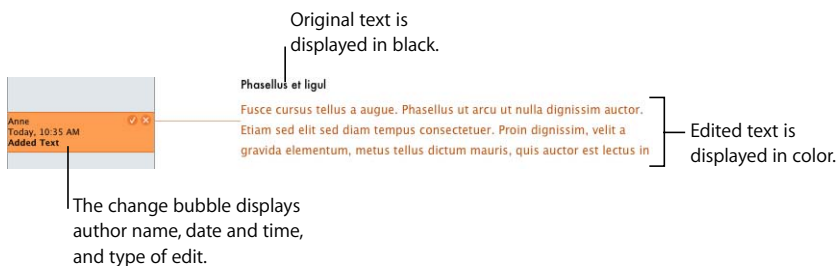 Original text is
displayed in black.
Phasellus et ligul
Fusce cursus tellus a augue. Phasellus ut arcu ut nulla dignissim auctor.
Etiam sed elit sed diam tempus consectetuer. Proin dignissim, velit a
gravida elementum, metus tellus dictum mauris, quis auctor est lectus in
Anne
Today, 10:35 AM
Added Text
Edited text is
displayed in color.
The change bubble displays
author name, date and time,
and type of edit.